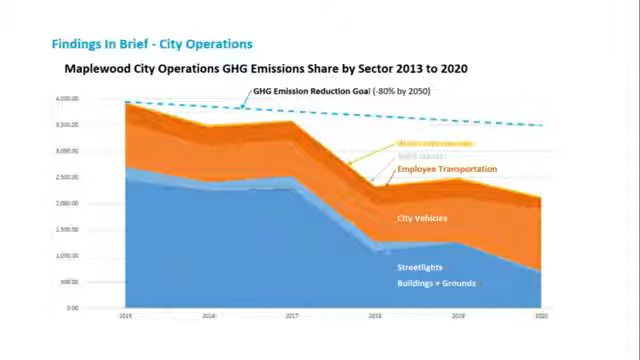 Findings In Brief - City Operations
Maplewood City Operations GHG Emissions Share by Sector 2013 to 2020
GHG Emission Reduction Goal (-80% by 2050)
4,000.00
3,500.00
3,000.00
2,500.00
2,000.00
1,500.00
1,000.00
500.00
0.00
Employee Transportation
City Vehicles
Streetlights
Buildings + Grounds
2015
2016
2017
2018
2019
2020